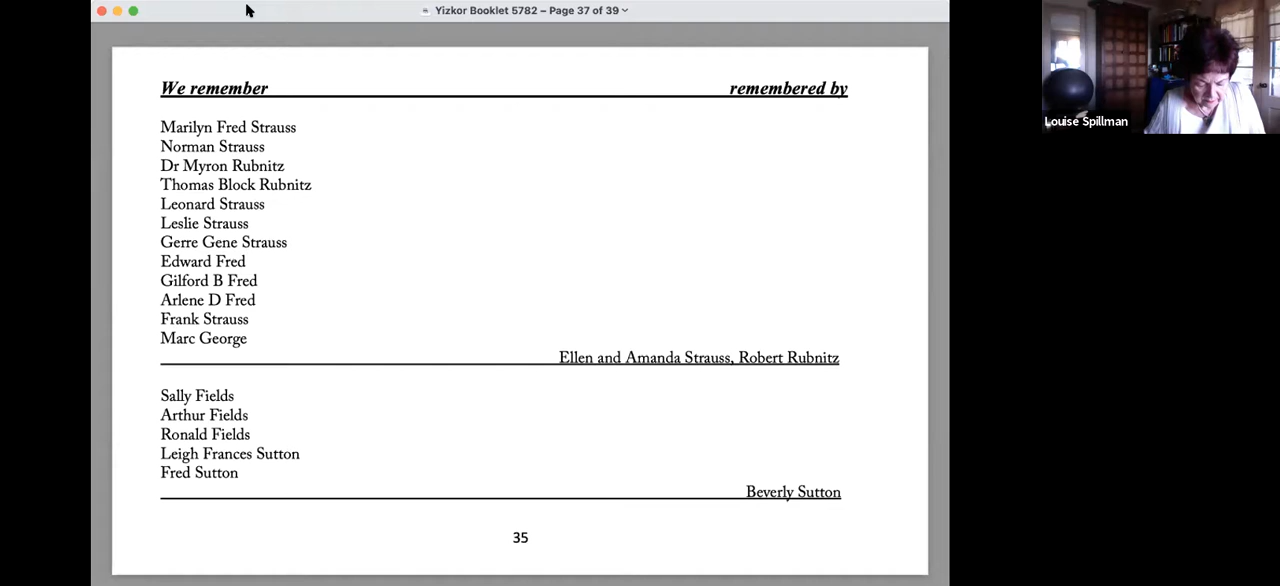 Yizkor Booklet 5782 – Page 37 of 39
We remember remembered by
Marilyn Fred Strauss
Norman Strauss
Dr Myron Rubnitz
Thomas Block Rubnitz
Leonard Strauss
Leslie Strauss
Gerre Gene Strauss
Edward Fred
Gilford B Fred
Arlene D Fred
Frank Strauss
Marc George
Ellen and Amanda Strauss, Robert Rubnitz
Sally Fields
Arthur Fields
Ronald Fields
Leigh Frances Sutton
Fred Sutton
Beverly Sutton
35
Louise Spillman